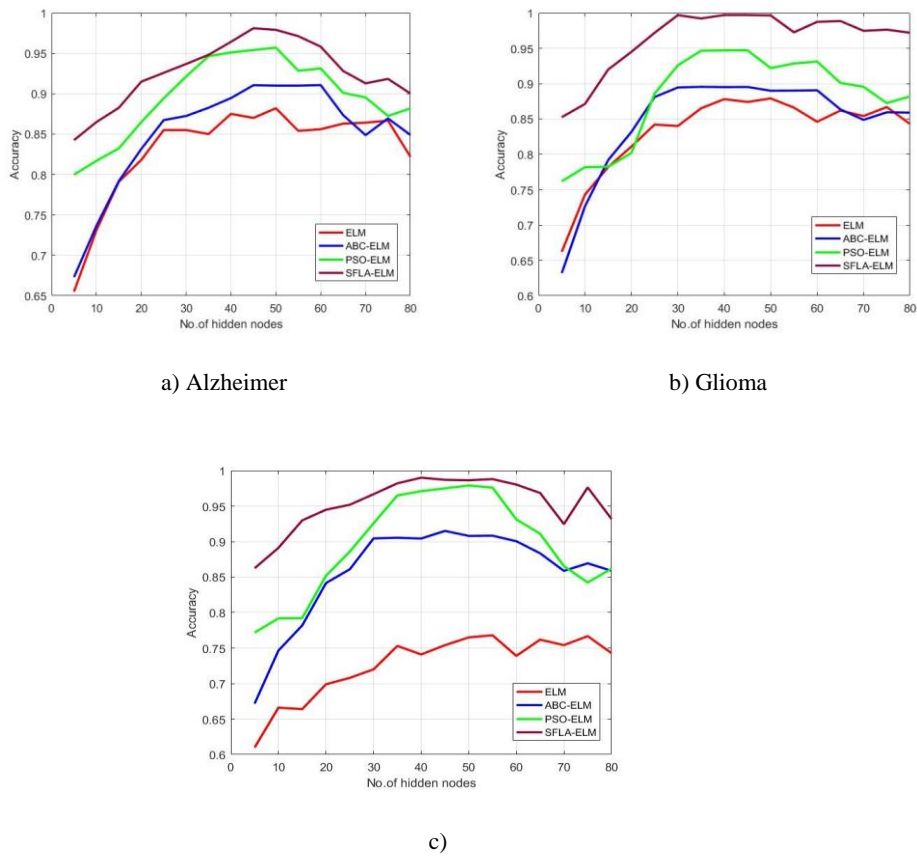 1
0.95
0.9
0.85
0.8
0.75
0.7
0.65
Accuracy
0 10 20 30 40 50 60 70 80
No.of hidden nodes
ELM
ABC-ELM
PSO-ELM
SFLA-ELM
a) Alzheimer
1
0.95
0.9
0.85
0.8
0.75
0.7
0.65
0.6
Accuracy
0 10 20 30 40 50 60 70 80
No.of hidden nodes
ELM
ABC-ELM
PSO-ELM
SFLA-ELM
b) Glioma
1
0.95
0.9
0.85
0.8
0.75
0.7
0.65
0.6
Accuracy
0 10 20 30 40 50 60 70 80
No.of hidden nodes
ELM
ABC-ELM
PSO-ELM
SFLA-ELM
c)